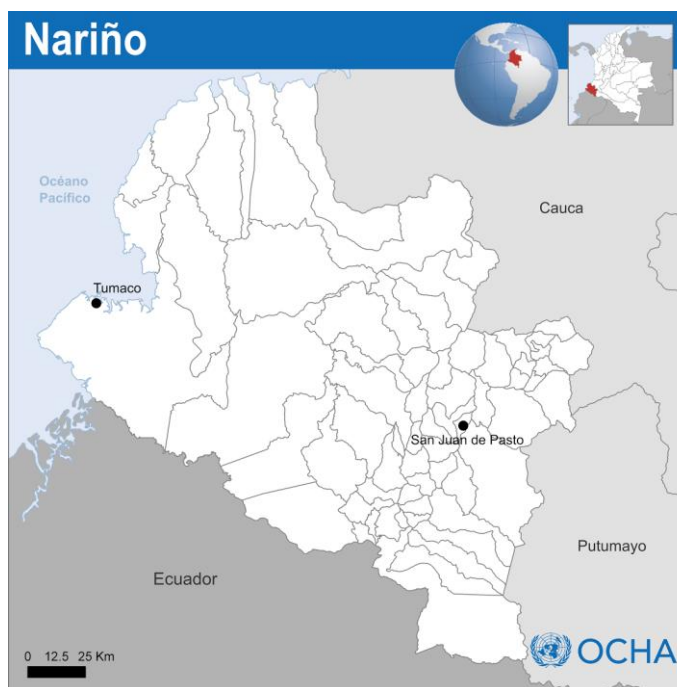 Nariño
Océano
Pacífico
Cauca
Tumaco
San Juan de Pasto
Putumayo
Ecuador
0 12.5 25 Km
OCHA